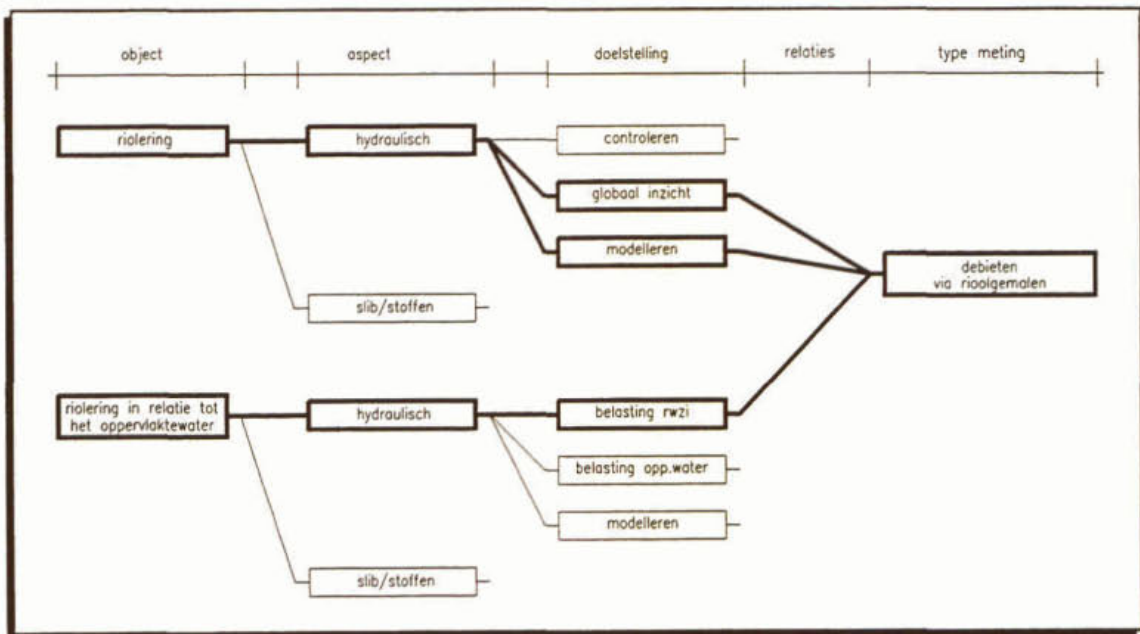 object aspect doelstelling relaties type meting
riolering hydraulisch controleren
globaal inzicht
modelleren
debieten
via rioolgemalen
slib/stoffen
riolering in relatie tot
het oppervlaktewater
hydraulisch belasting rwzi
belasting opp.water
modelleren
slib/stoffen